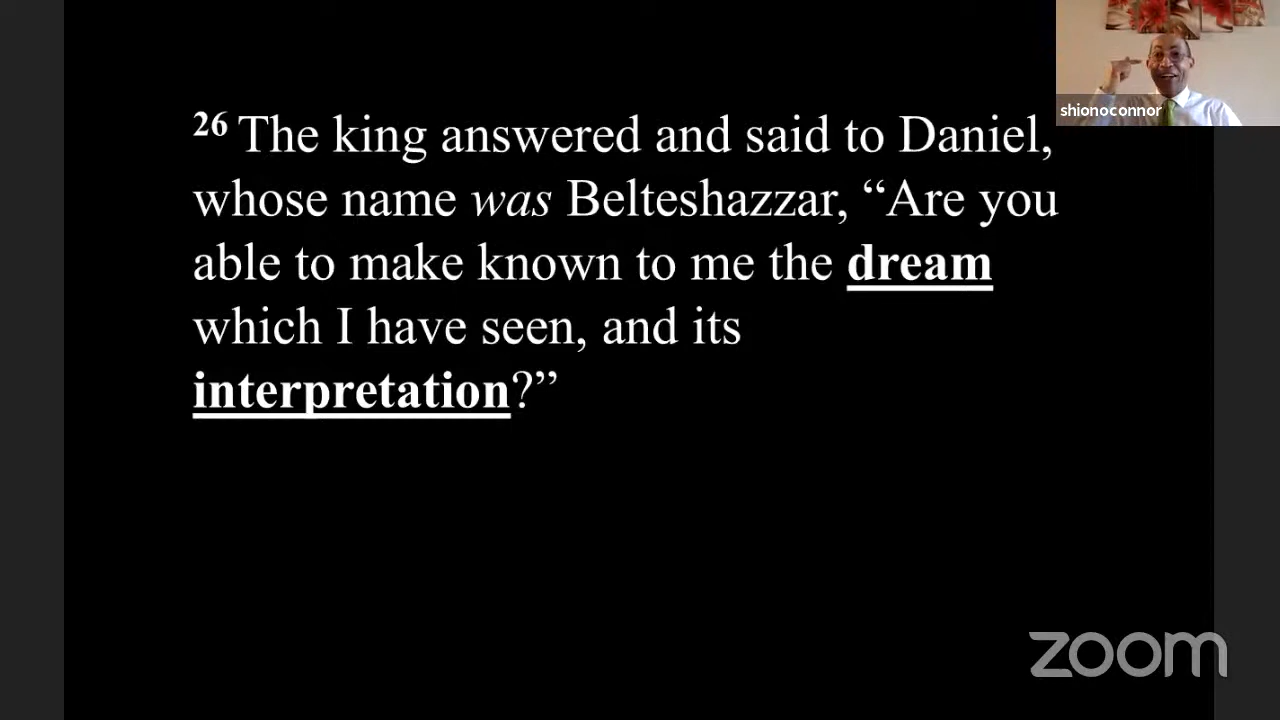 shionoconnor
26 The king answered and said to Daniel,
whose name was Belteshazzar, “Are you
able to make known to me the dream
which I have seen, and its
interpretation?”
zoom